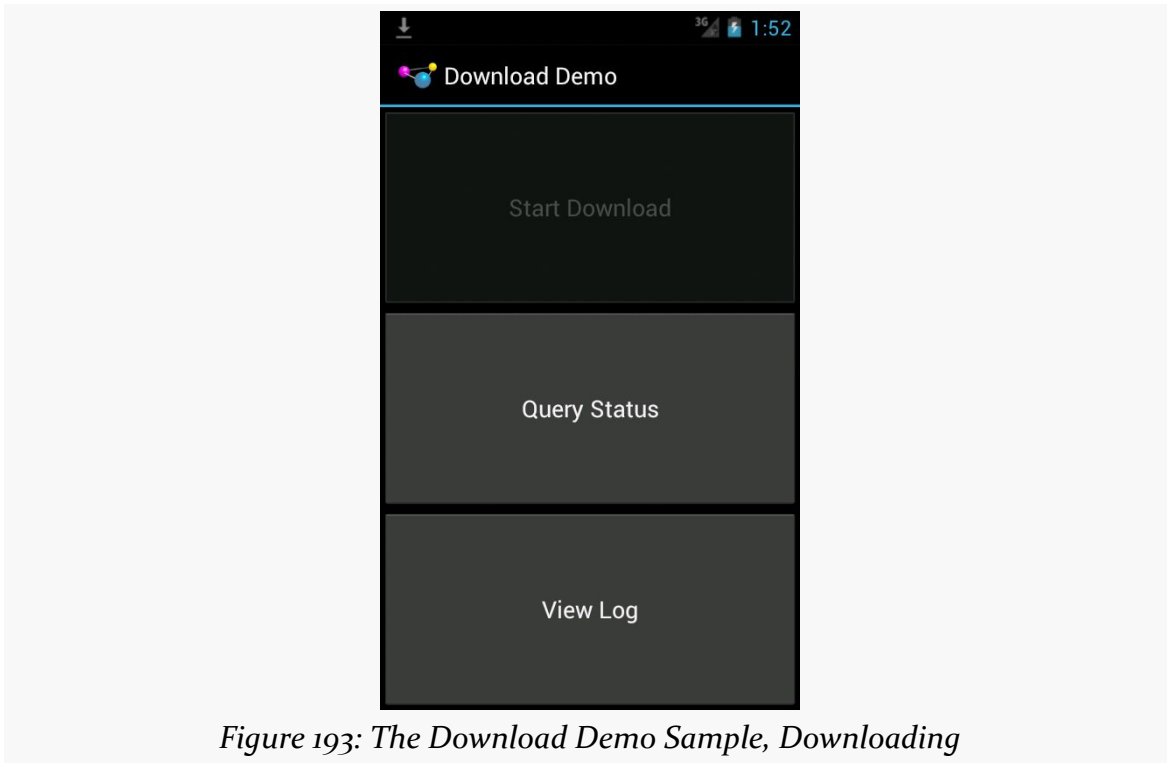 3G 1:52
Download Demo
Start Download
Query Status
View Log
Figure 193: The Download Demo Sample, Downloading